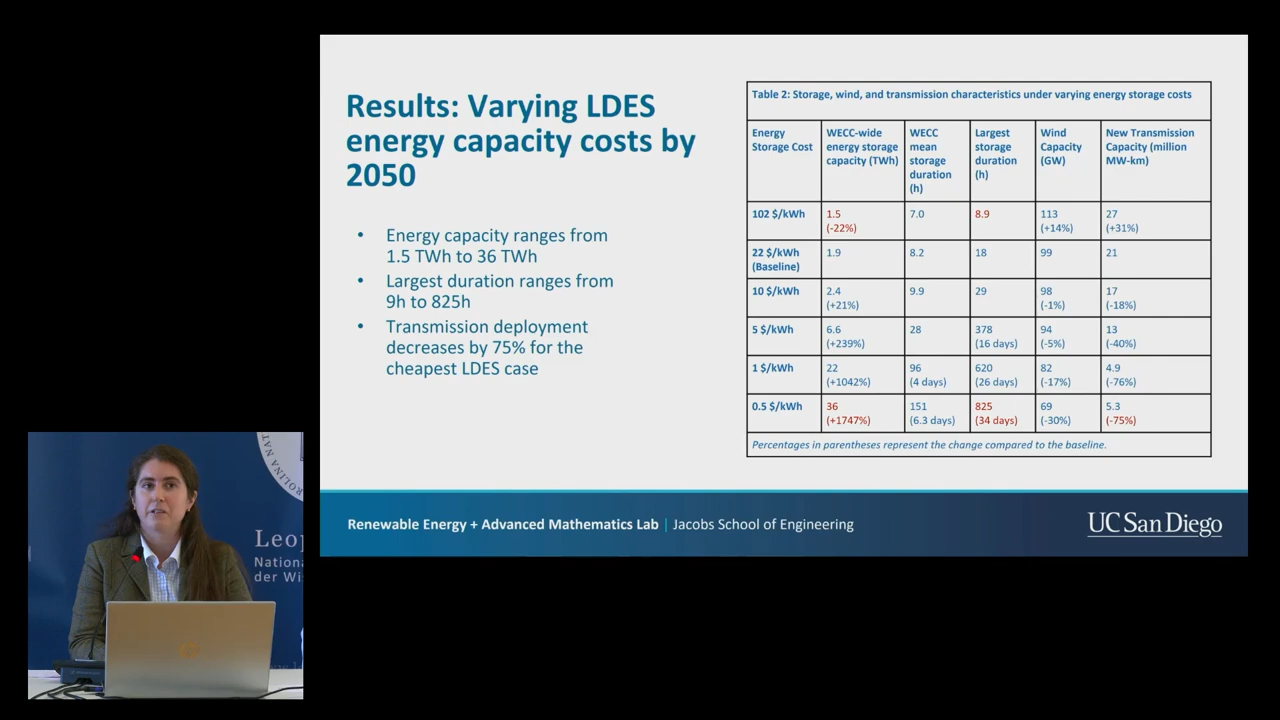 Results: Varying LDES
energy capacity costs by
2050
• Energy capacity ranges from
1.5 TWh to 36 TWh
• Largest duration ranges from
9h to 825h
• Transmission deployment
decreases by 75% for the
cheapest LDES case
Table 2: Storage, wind, and transmission characteristics under varying energy storage costs
Energy Storage Cost | WECC-wide energy storage capacity (TWh) | WECC mean storage duration (h) | Largest storage duration (h) | Wind Capacity (GW) | New Transmission Capacity (million MW-km)
102 $/kWh | 1.5 (-22%) | 7.0 | 8.9 | 113 (+14%) | 27 (+31%)
22 $/kWh (Baseline) | 1.9 | 8.2 | 18 | 99 | 21
10 $/kWh | 2.4 (+21%) | 9.9 | 29 | 98 (-1%) | 17 (-18%)
5 $/kWh | 6.6 (+239%) | 28 | 378 (16 days) | 94 (-5%) | 13 (-40%)
1 $/kWh | 22 (+1042%) | 96 (4 days) | 620 (26 days) | 82 (-17%) | 4.9 (-76%)
0.5 $/kWh | 36 (+1747%) | 151 (6.3 days) | 825 (34 days) | 69 (-30%) | 5.3 (-75%)
Percentages in parentheses represent the change compared to the baseline.
Renewable Energy + Advanced Mathematics Lab | Jacobs School of Engineering
UC San Diego
Leop
Nationa
der Wi